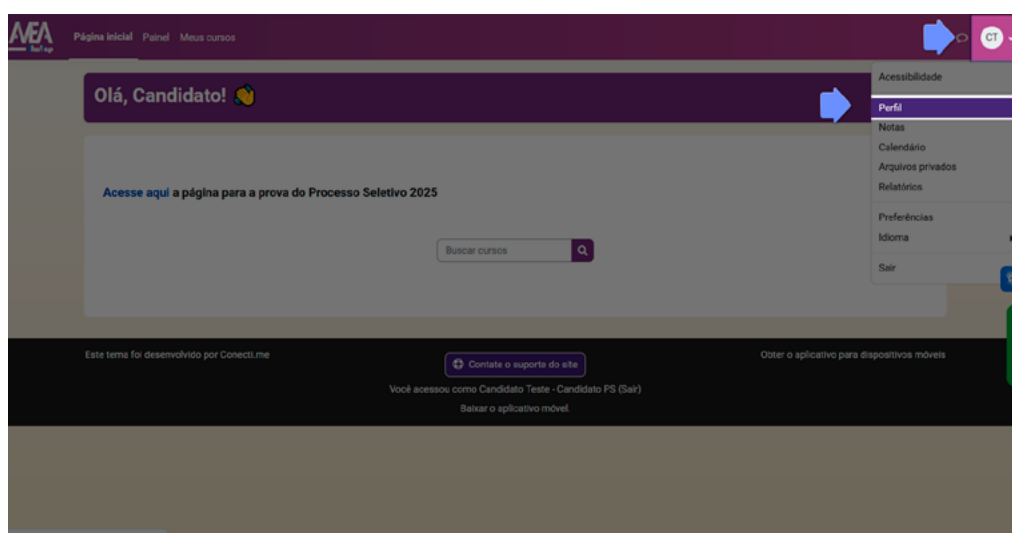 AVEA
Página inicial Painel Meus cursos
CT
Olá, Candidato!
Acessibilidade
Perfil
Notas
Calendário
Arquivos privados
Relatórios
Preferências
Idioma
Sair
Acesse aqui a página para a prova do Processo Seletivo 2025
Buscar cursos
Este tema foi desenvolvido por Conecti.me
Contate o suporte do site
Obter o aplicativo para dispositivos móveis
Você acessou como Candidato Teste - Candidato PS (Sair)
Baixar o aplicativo móvel.